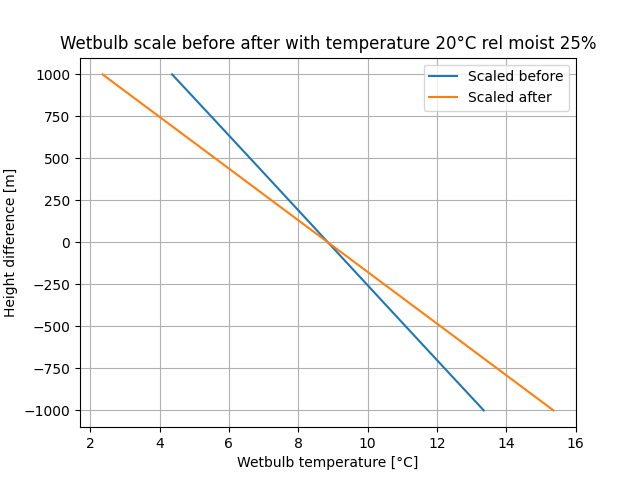 Wetbulb scale before after with temperature 20°C rel moist 25%
Scaled before
Scaled after
1000
750
500
250
0
−250
−500
−750
−1000
Height difference [m]
2 4 6 8 10 12 14 16
Wetbulb temperature [°C]